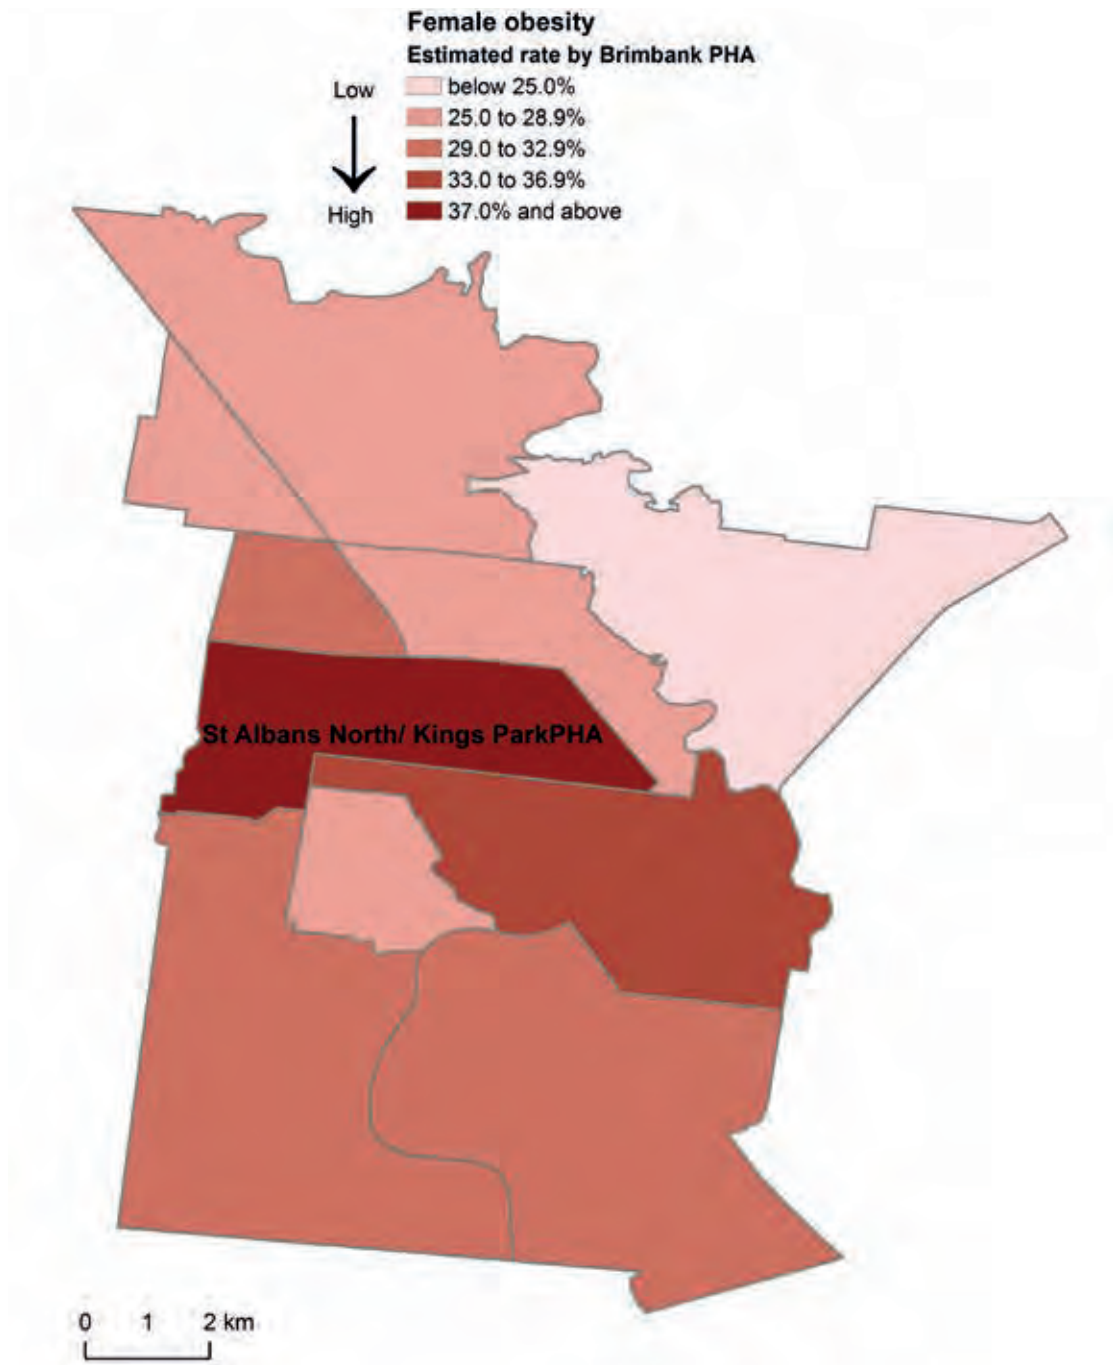 Female obesity
Estimated rate by Brimbank PHA
Low
below 25.0%
25.0 to 28.9%
29.0 to 32.9%
33.0 to 36.9%
High
37.0% and above
St Albans North/ Kings ParkPHA
0 1 2 km